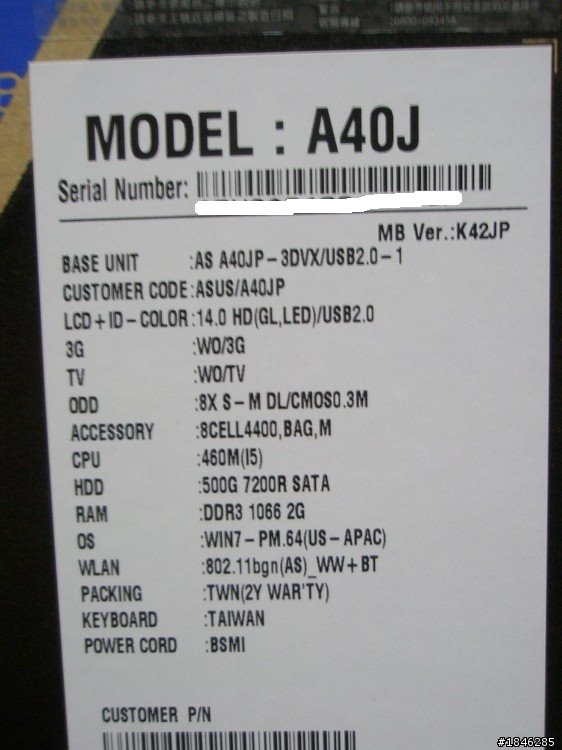 MODEL : A40J
Serial Number:
MB Ver.:K42JP
BASE UNIT :AS A40JP-3DVX/USB2.0-1
CUSTOMER CODE:ASUS/A40JP
LCD+ID-COLOR:14.0 HD(GL,LED)/USB2.0
3G :WO/3G
TV :WO/TV
ODD :8X S-M DL/CMOS0.3M
ACCESSORY :8CELL4400,BAG,M
CPU :460M(I5)
HDD :500G 7200R SATA
RAM :DDR3 1066 2G
OS :WIN7-PM.64(US-APAC)
WLAN :802.11bgn(AS)_WW+BT
PACKING :TWN(2Y WAR'TY)
KEYBOARD :TAIWAN
POWER CORD :BSMI
CUSTOMER P/N
#1846285